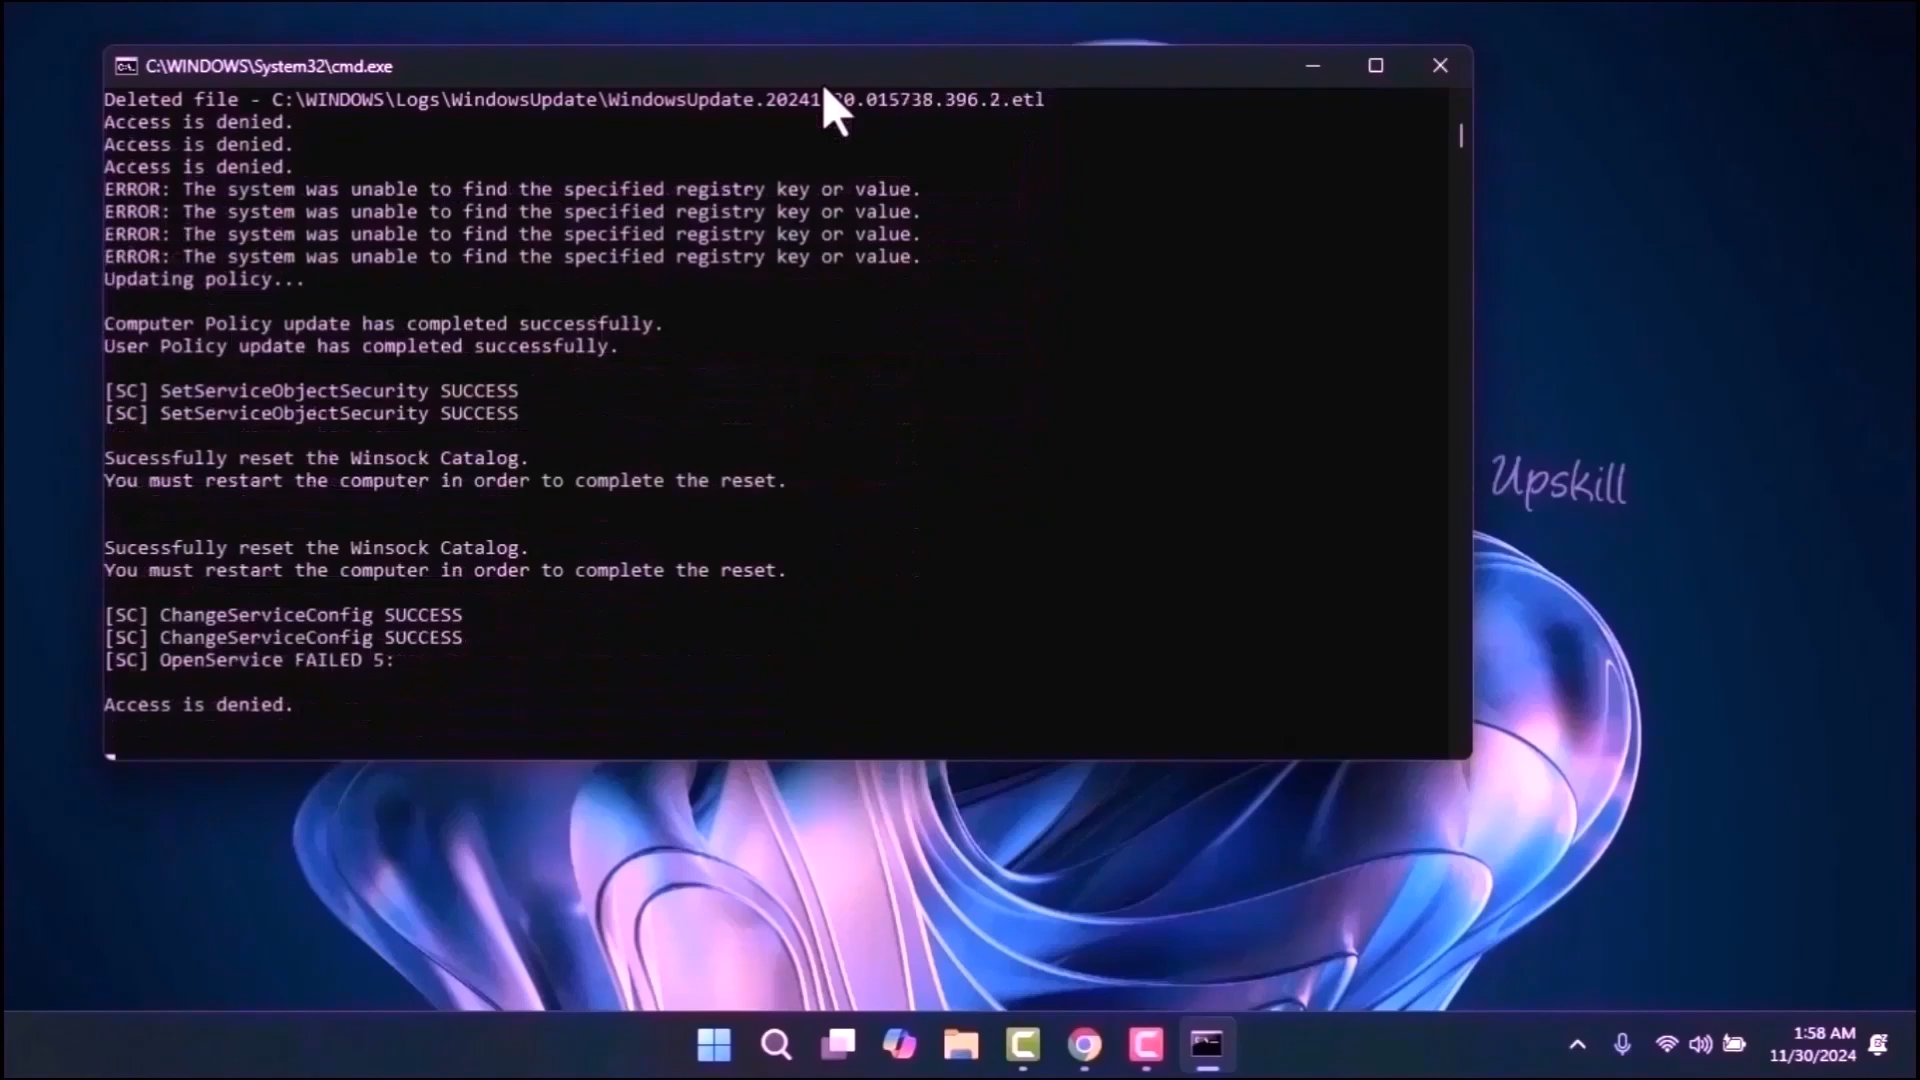 C:\WINDOWS\System32\cmd.exe
Deleted file - C:\WINDOWS\Logs\WindowsUpdate\WindowsUpdate.20241 0.015738.396.2.etl
Access is denied.
Access is denied.
Access is denied.
ERROR: The system was unable to find the specified registry key or value.
ERROR: The system was unable to find the specified registry key or value.
ERROR: The system was unable to find the specified registry key or value.
ERROR: The system was unable to find the specified registry key or value.
Updating policy...
Computer Policy update has completed successfully.
User Policy update has completed successfully.
[SC] SetServiceObjectSecurity SUCCESS
[SC] SetServiceObjectSecurity SUCCESS
Sucessfully reset the Winsock Catalog.
You must restart the computer in order to complete the reset.
Sucessfully reset the Winsock Catalog.
You must restart the computer in order to complete the reset.
[SC] ChangeServiceConfig SUCCESS
[SC] ChangeServiceConfig SUCCESS
[SC] OpenService FAILED 5:
Access is denied.
Upskill
1:58 AM
11/30/2024